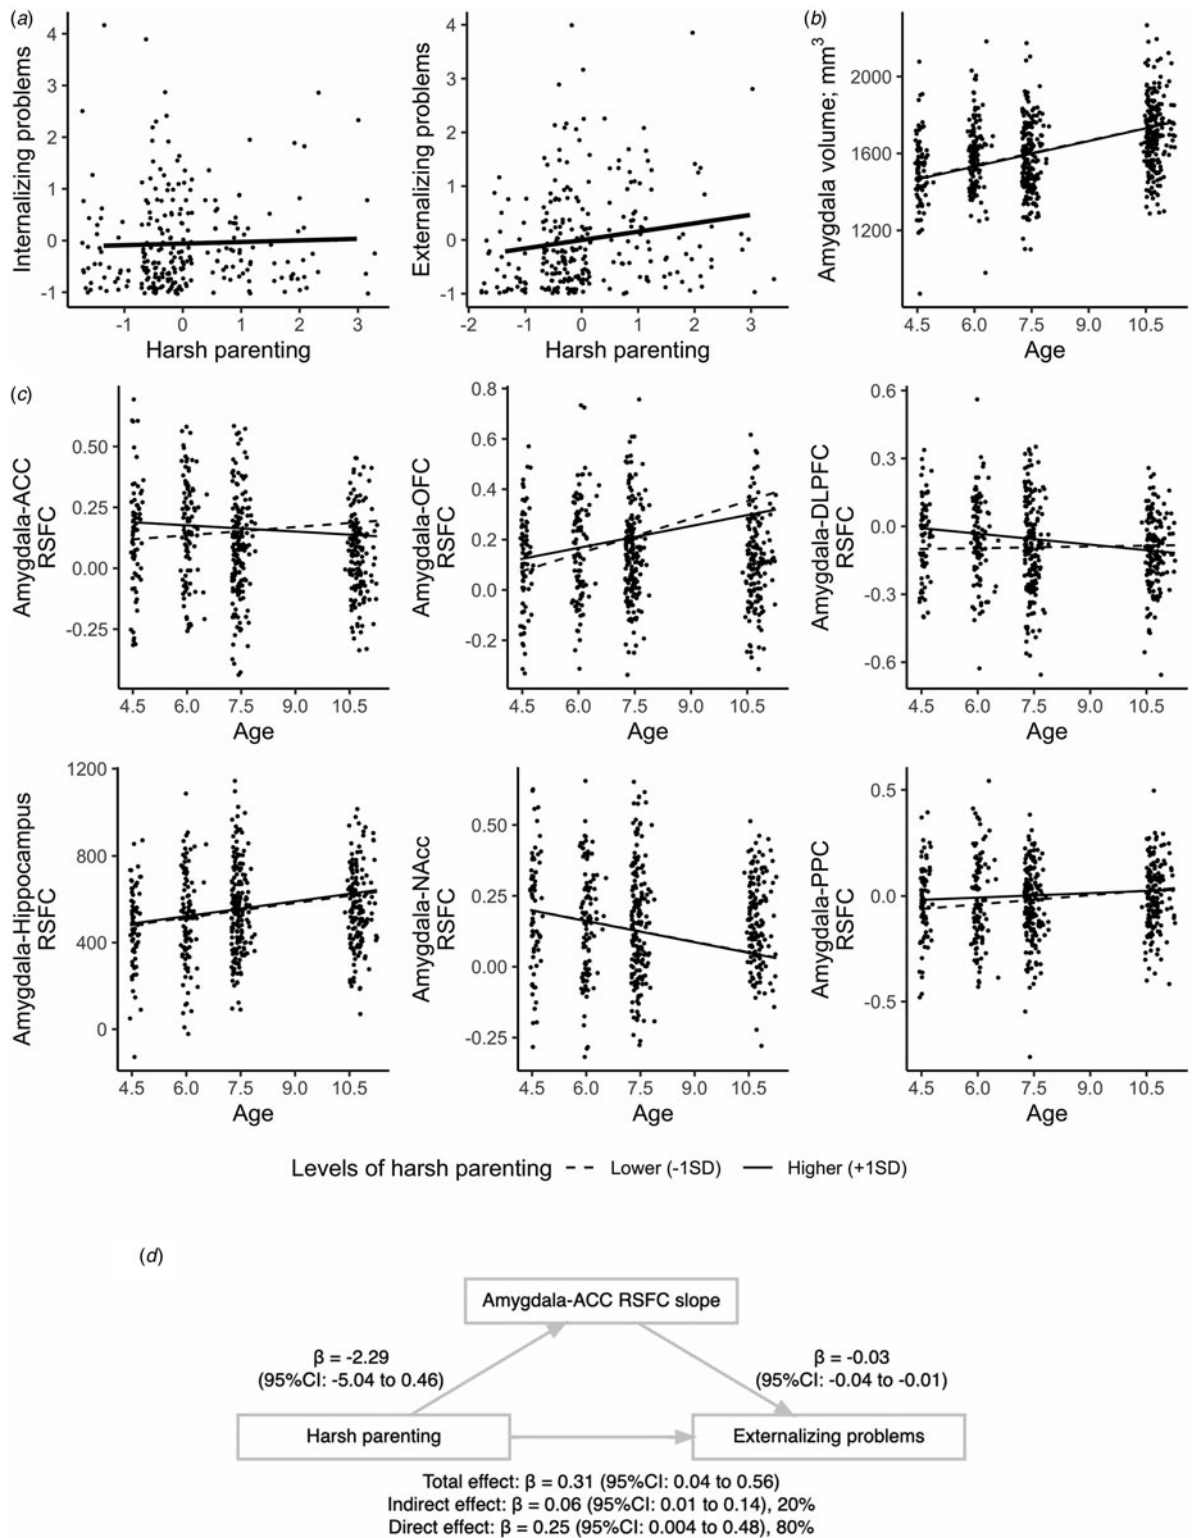 (a)
Internalizing problems
4
3
2
1
0
-1
-1 0 1 2 3
Harsh parenting
Externalizing problems
4
3
2
1
0
-1
-2 -1 0 1 2 3
Harsh parenting
(b)
Amygdala volume; mm³
2000
1600
1200
4.5 6.0 7.5 9.0 10.5
Age
(c)
Amygdala-ACC
RSFC
0.50
0.25
0.00
-0.25
4.5 6.0 7.5 9.0 10.5
Age
Amygdala-OFC
RSFC
0.8
0.6
0.4
0.2
0.0
-0.2
4.5 6.0 7.5 9.0 10.5
Age
Amygdala-DLPFC
RSFC
0.6
0.3
0.0
-0.3
-0.6
4.5 6.0 7.5 9.0 10.5
Age
Amygdala-Hippocampus
RSFC
1200
800
400
0
4.5 6.0 7.5 9.0 10.5
Age
Amygdala-NAcc
RSFC
0.50
0.25
0.00
-0.25
4.5 6.0 7.5 9.0 10.5
Age
Amygdala-PPC
RSFC
0.5
0.0
-0.5
4.5 6.0 7.5 9.0 10.5
Age
Levels of harsh parenting Lower (-1SD) Higher (+1SD)
(d)
Amygdala-ACC RSFC slope
β = -2.29
(95%CI: -5.04 to 0.46)
β = -0.03
(95%CI: -0.04 to -0.01)
Harsh parenting
Externalizing problems
Total effect: β = 0.31 (95%CI: 0.04 to 0.56)
Indirect effect: β = 0.06 (95%CI: 0.01 to 0.14), 20%
Direct effect: β = 0.25 (95%CI: 0.004 to 0.48), 80%